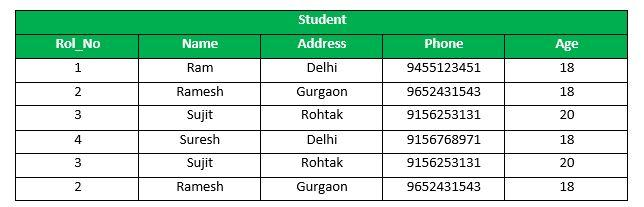 Student
Rol_No Name Address Phone Age
1 Ram Delhi 9455123451 18
2 Ramesh Gurgaon 9652431543 18
3 Sujit Rohtak 9156253131 20
4 Suresh Delhi 9156768971 18
3 Sujit Rohtak 9156253131 20
2 Ramesh Gurgaon 9652431543 18